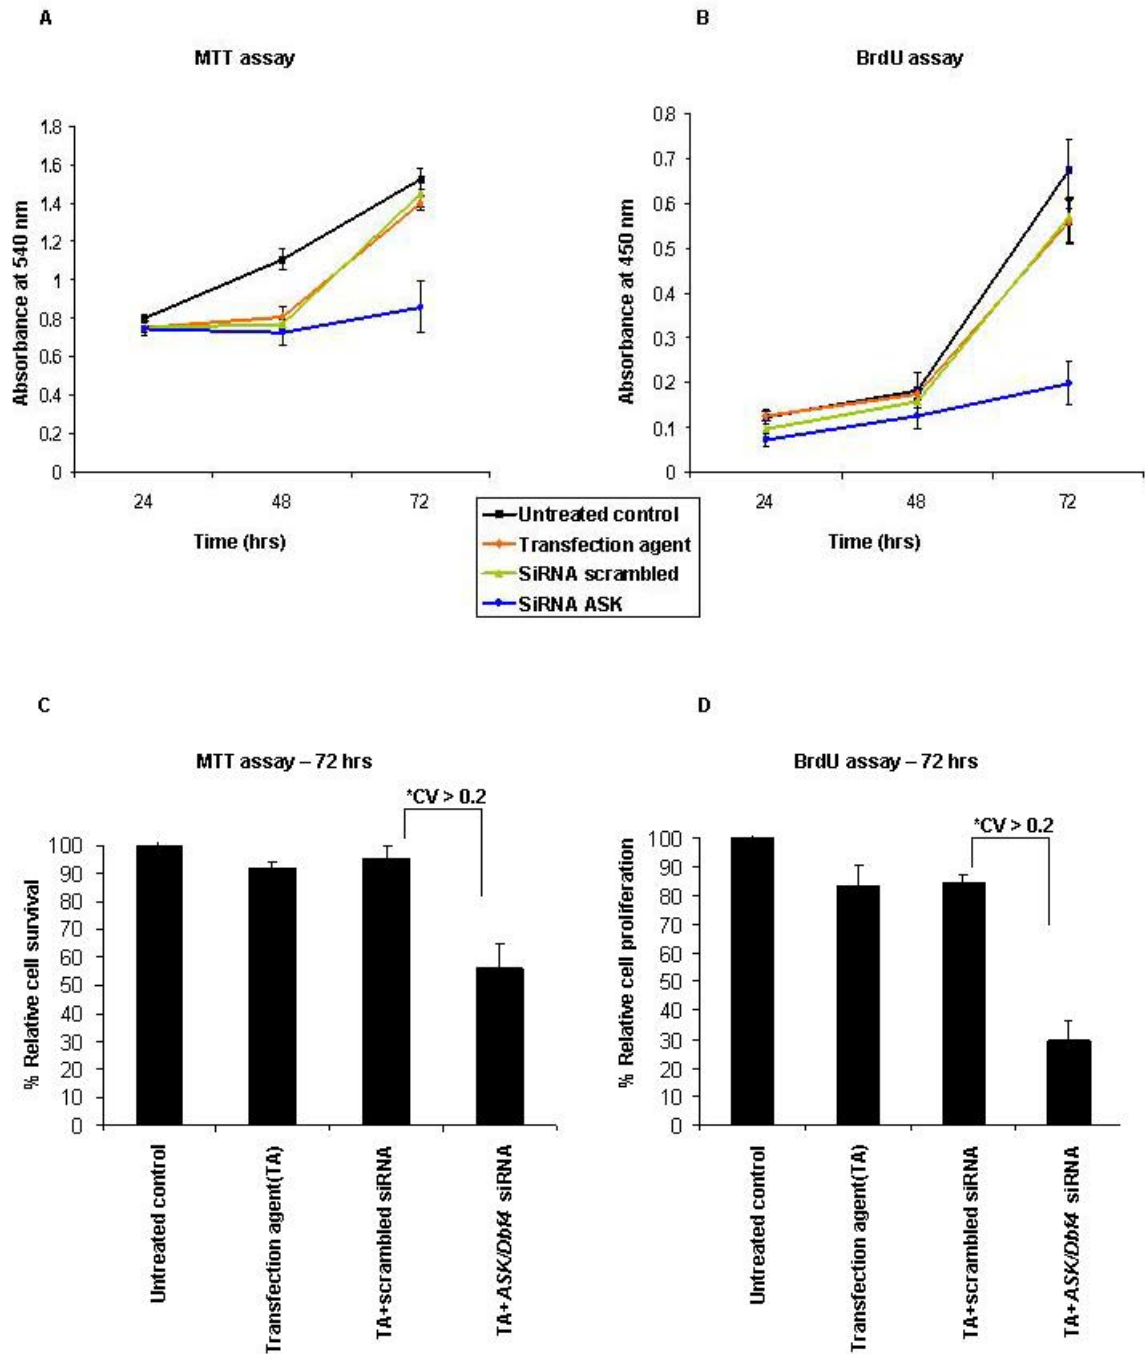 A
MTT assay
Absorbance at 540 nm
1.8
1.6
1.4
1.2
1
0.8
0.6
0.4
0.2
0
24 48 72
Time (hrs)
B
BrdU assay
Absorbance at 450 nm
0.8
0.7
0.6
0.5
0.4
0.3
0.2
0.1
0
24 48 72
Time (hrs)
Untreated control
Transfection agent
SiRNA scrambled
SiRNA ASK
C
MTT assay – 72 hrs
*CV > 0.2
% Relative cell survival
100
90
80
70
60
50
40
30
20
10
0
Untreated control
Transfection agent(TA)
TA+scrambled siRNA
TA+ASK/Dbf4 siRNA
D
BrdU assay – 72 hrs
*CV > 0.2
% Relative cell proliferation
100
90
80
70
60
50
40
30
20
10
0
Untreated control
Transfection agent(TA)
TA+scrambled siRNA
TA+ASK/Dbf4 siRNA